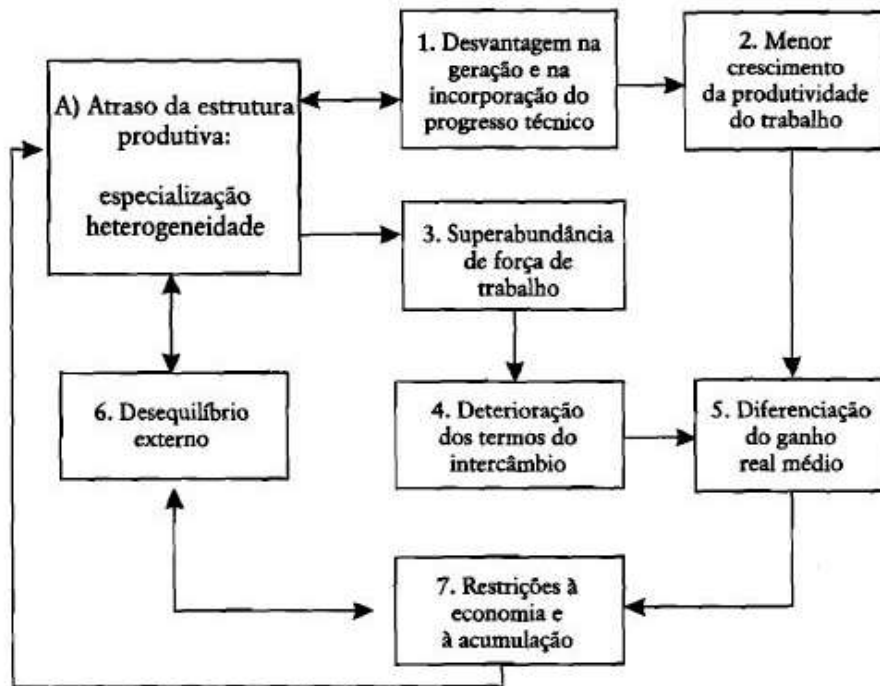 A) Atraso da estrutura
produtiva:
especialização
heterogeneidade
1. Desvantagem na
geração e na
incorporação do
progresso técnico
2. Menor
crescimento
da produtividade
do trabalho
3. Superabundância
de força de
trabalho
6. Desequilíbrio
externo
4. Deterioração
dos termos do
intercâmbio
5. Diferenciação
do ganho
real médio
7. Restrições à
economia e
à acumulação